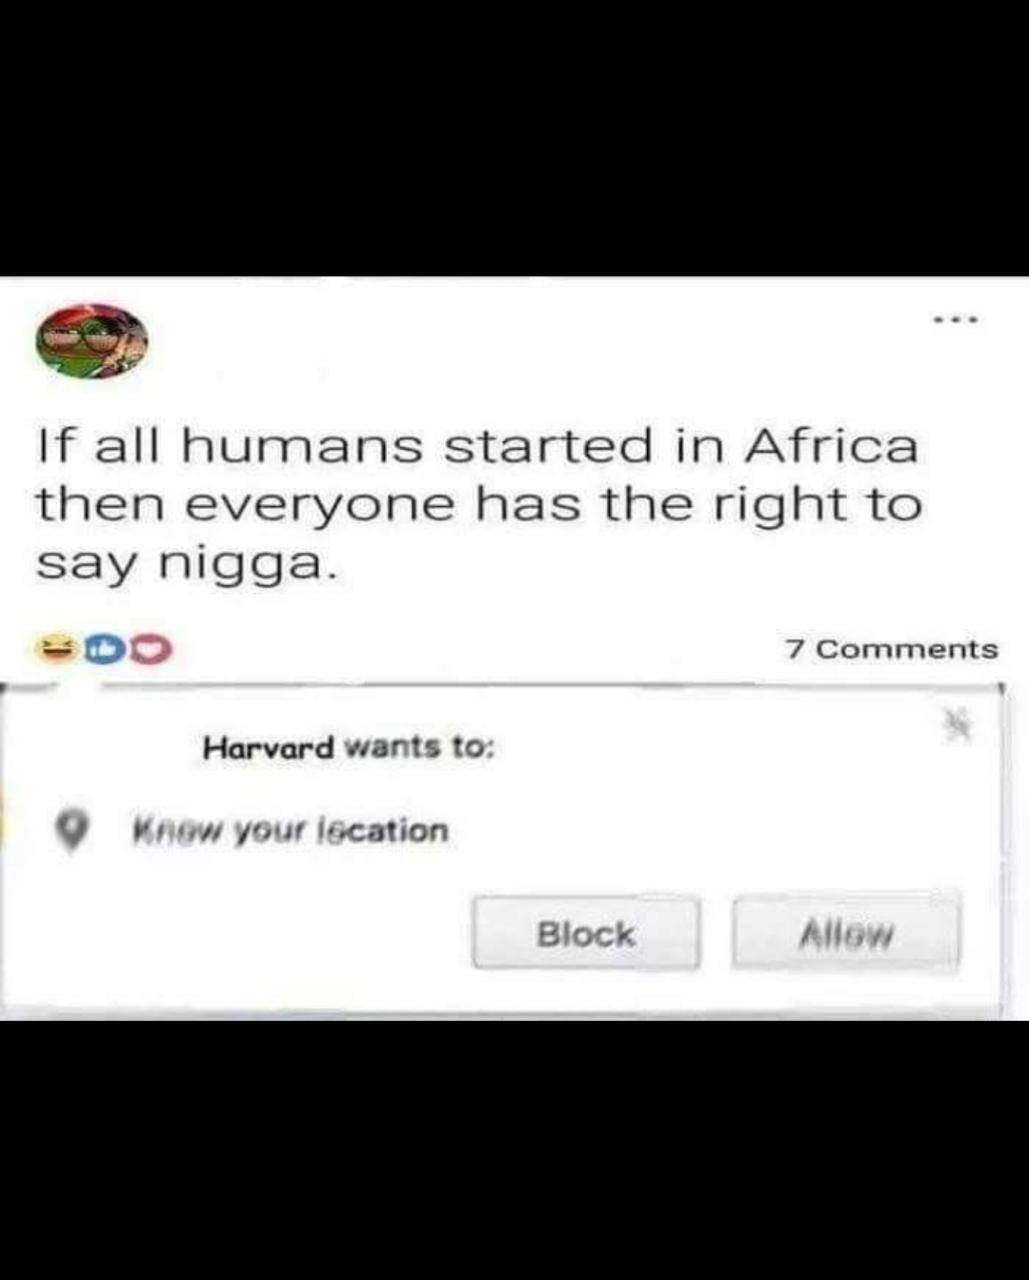 If all humans started in Africa
then everyone has the right to
say nigga.
7 Comments
Harvard wants to:
Know your location
Block
Allow